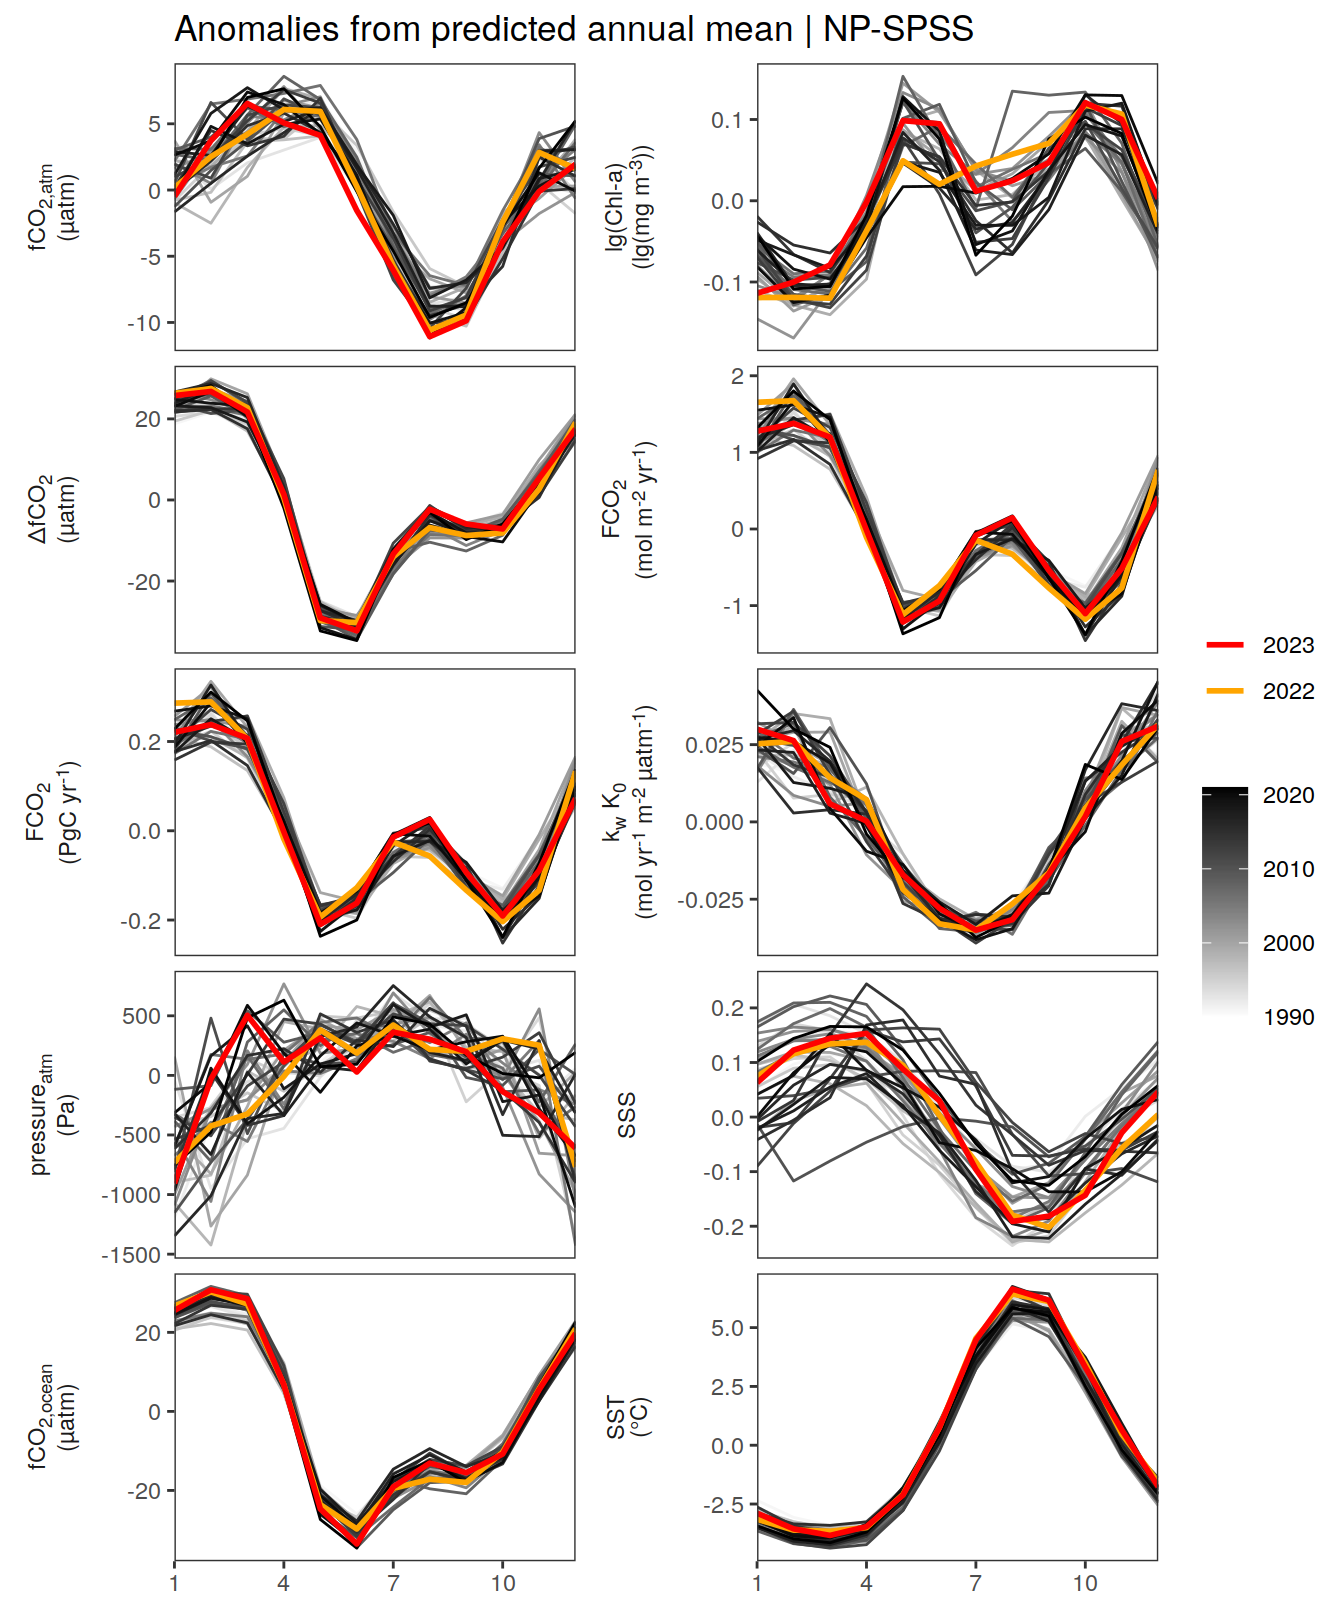 Anomalies from predicted annual mean | NP-SPSS
fCO2,atm
(µatm)
5
0
-5
-10
lg(Chl-a)
(lg(mg m-3))
0.1
0.0
-0.1
ΔfCO2
(µatm)
20
0
-20
FCO2
(mol m-2 yr-1)
2
1
0
-1
FCO2
(PgC yr-1)
0.2
0.0
-0.2
kw K0
(mol yr-1 m-2 µatm-1)
0.025
0.000
-0.025
pressureatm
(Pa)
500
0
-500
-1000
-1500
SSS
0.2
0.1
0.0
-0.1
-0.2
fCO2,ocean
(µatm)
20
0
-20
SST
(°C)
5.0
2.5
0.0
-2.5
1 4 7 10
1 4 7 10
2023
2022
2020
2010
2000
1990